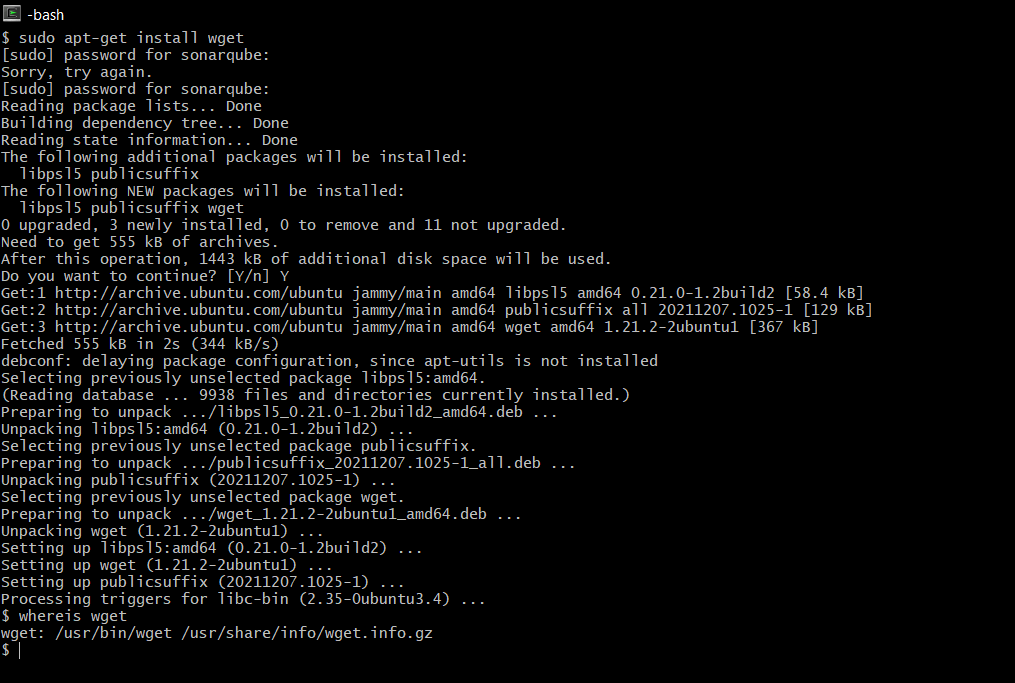 -bash
$ sudo apt-get install wget
[sudo] password for sonarqube:
Sorry, try again.
[sudo] password for sonarqube:
Reading package lists... Done
Building dependency tree... Done
Reading state information... Done
The following additional packages will be installed:
  libpsl5 publicsuffix
The following NEW packages will be installed:
  libpsl5 publicsuffix wget
0 upgraded, 3 newly installed, 0 to remove and 11 not upgraded.
Need to get 555 kB of archives.
After this operation, 1443 kB of additional disk space will be used.
Do you want to continue? [Y/n] Y
Get:1 http://archive.ubuntu.com/ubuntu jammy/main amd64 libpsl5 amd64 0.21.0-1.2build2 [58.4 kB]
Get:2 http://archive.ubuntu.com/ubuntu jammy/main amd64 publicsuffix all 20211207.1025-1 [129 kB]
Get:3 http://archive.ubuntu.com/ubuntu jammy/main amd64 wget amd64 1.21.2-2ubuntu1 [367 kB]
Fetched 555 kB in 2s (344 kB/s)
debconf: delaying package configuration, since apt-utils is not installed
Selecting previously unselected package libpsl5:amd64.
(Reading database ... 9938 files and directories currently installed.)
Preparing to unpack .../libpsl5_0.21.0-1.2build2_amd64.deb ...
Unpacking libpsl5:amd64 (0.21.0-1.2build2) ...
Selecting previously unselected package publicsuffix.
Preparing to unpack .../publicsuffix_20211207.1025-1_all.deb ...
Unpacking publicsuffix (20211207.1025-1) ...
Selecting previously unselected package wget.
Preparing to unpack .../wget_1.21.2-2ubuntu1_amd64.deb ...
Unpacking wget (1.21.2-2ubuntu1) ...
Setting up libpsl5:amd64 (0.21.0-1.2build2) ...
Setting up wget (1.21.2-2ubuntu1) ...
Setting up publicsuffix (20211207.1025-1) ...
Processing triggers for libc-bin (2.35-0ubuntu3.4) ...
$ whereis wget
wget: /usr/bin/wget /usr/share/info/wget.info.gz
$